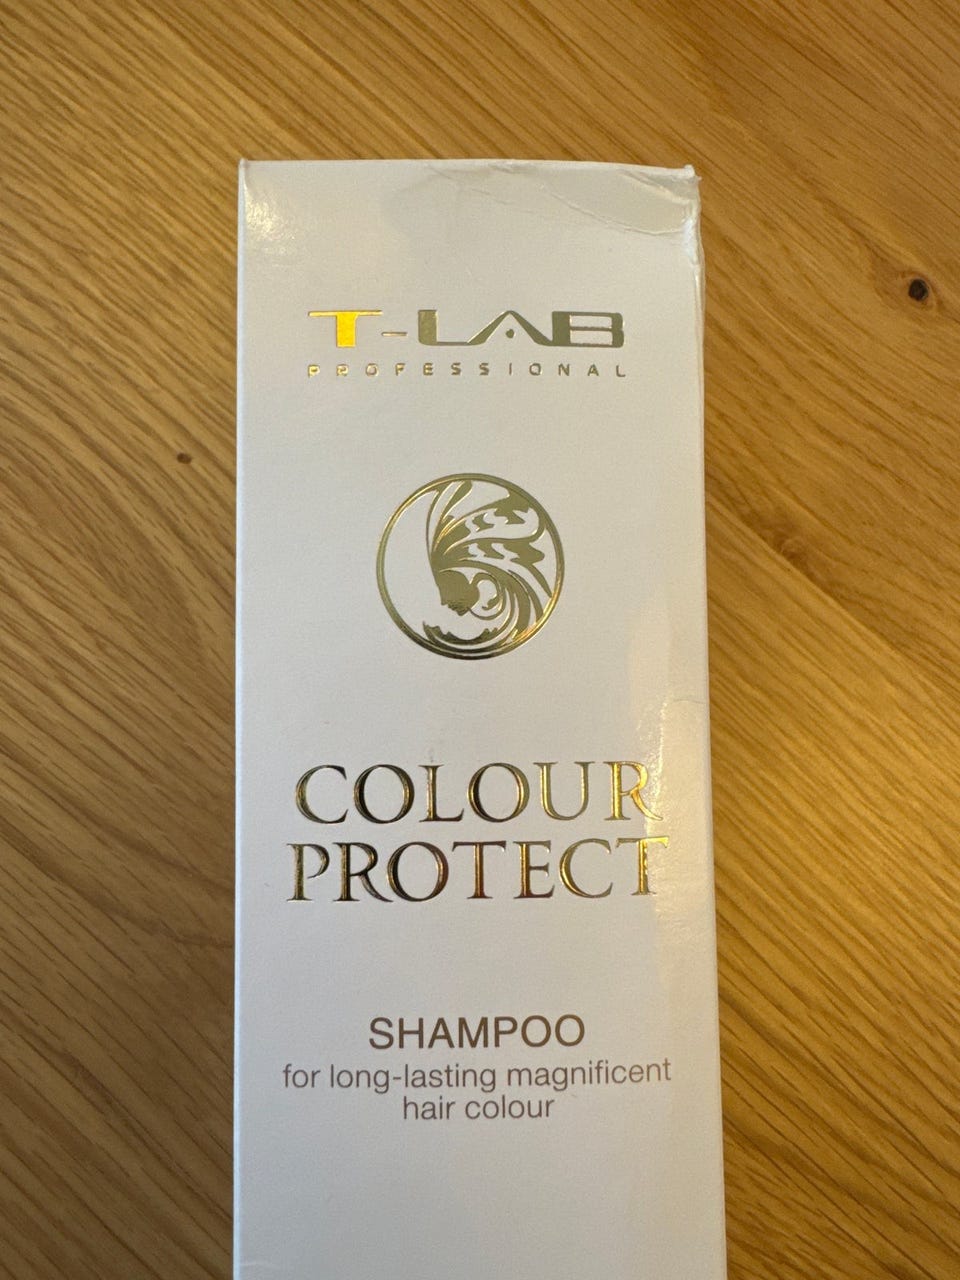 T-LAB
PROFESSIONAL
COLOUR
PROTECT
SHAMPOO
for long-lasting magnificent
hair colour